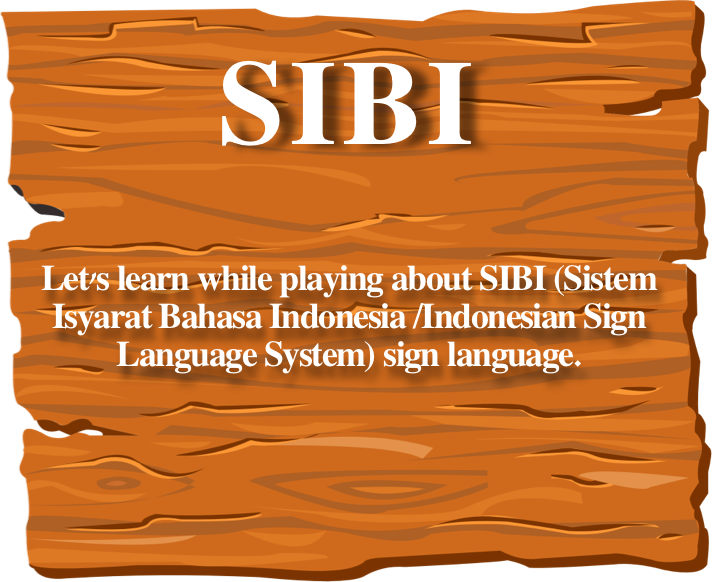 SIBI
Let's learn while playing about SIBI (Sistem
Isyarat Bahasa Indonesia /Indonesian Sign
Language System) sign language.